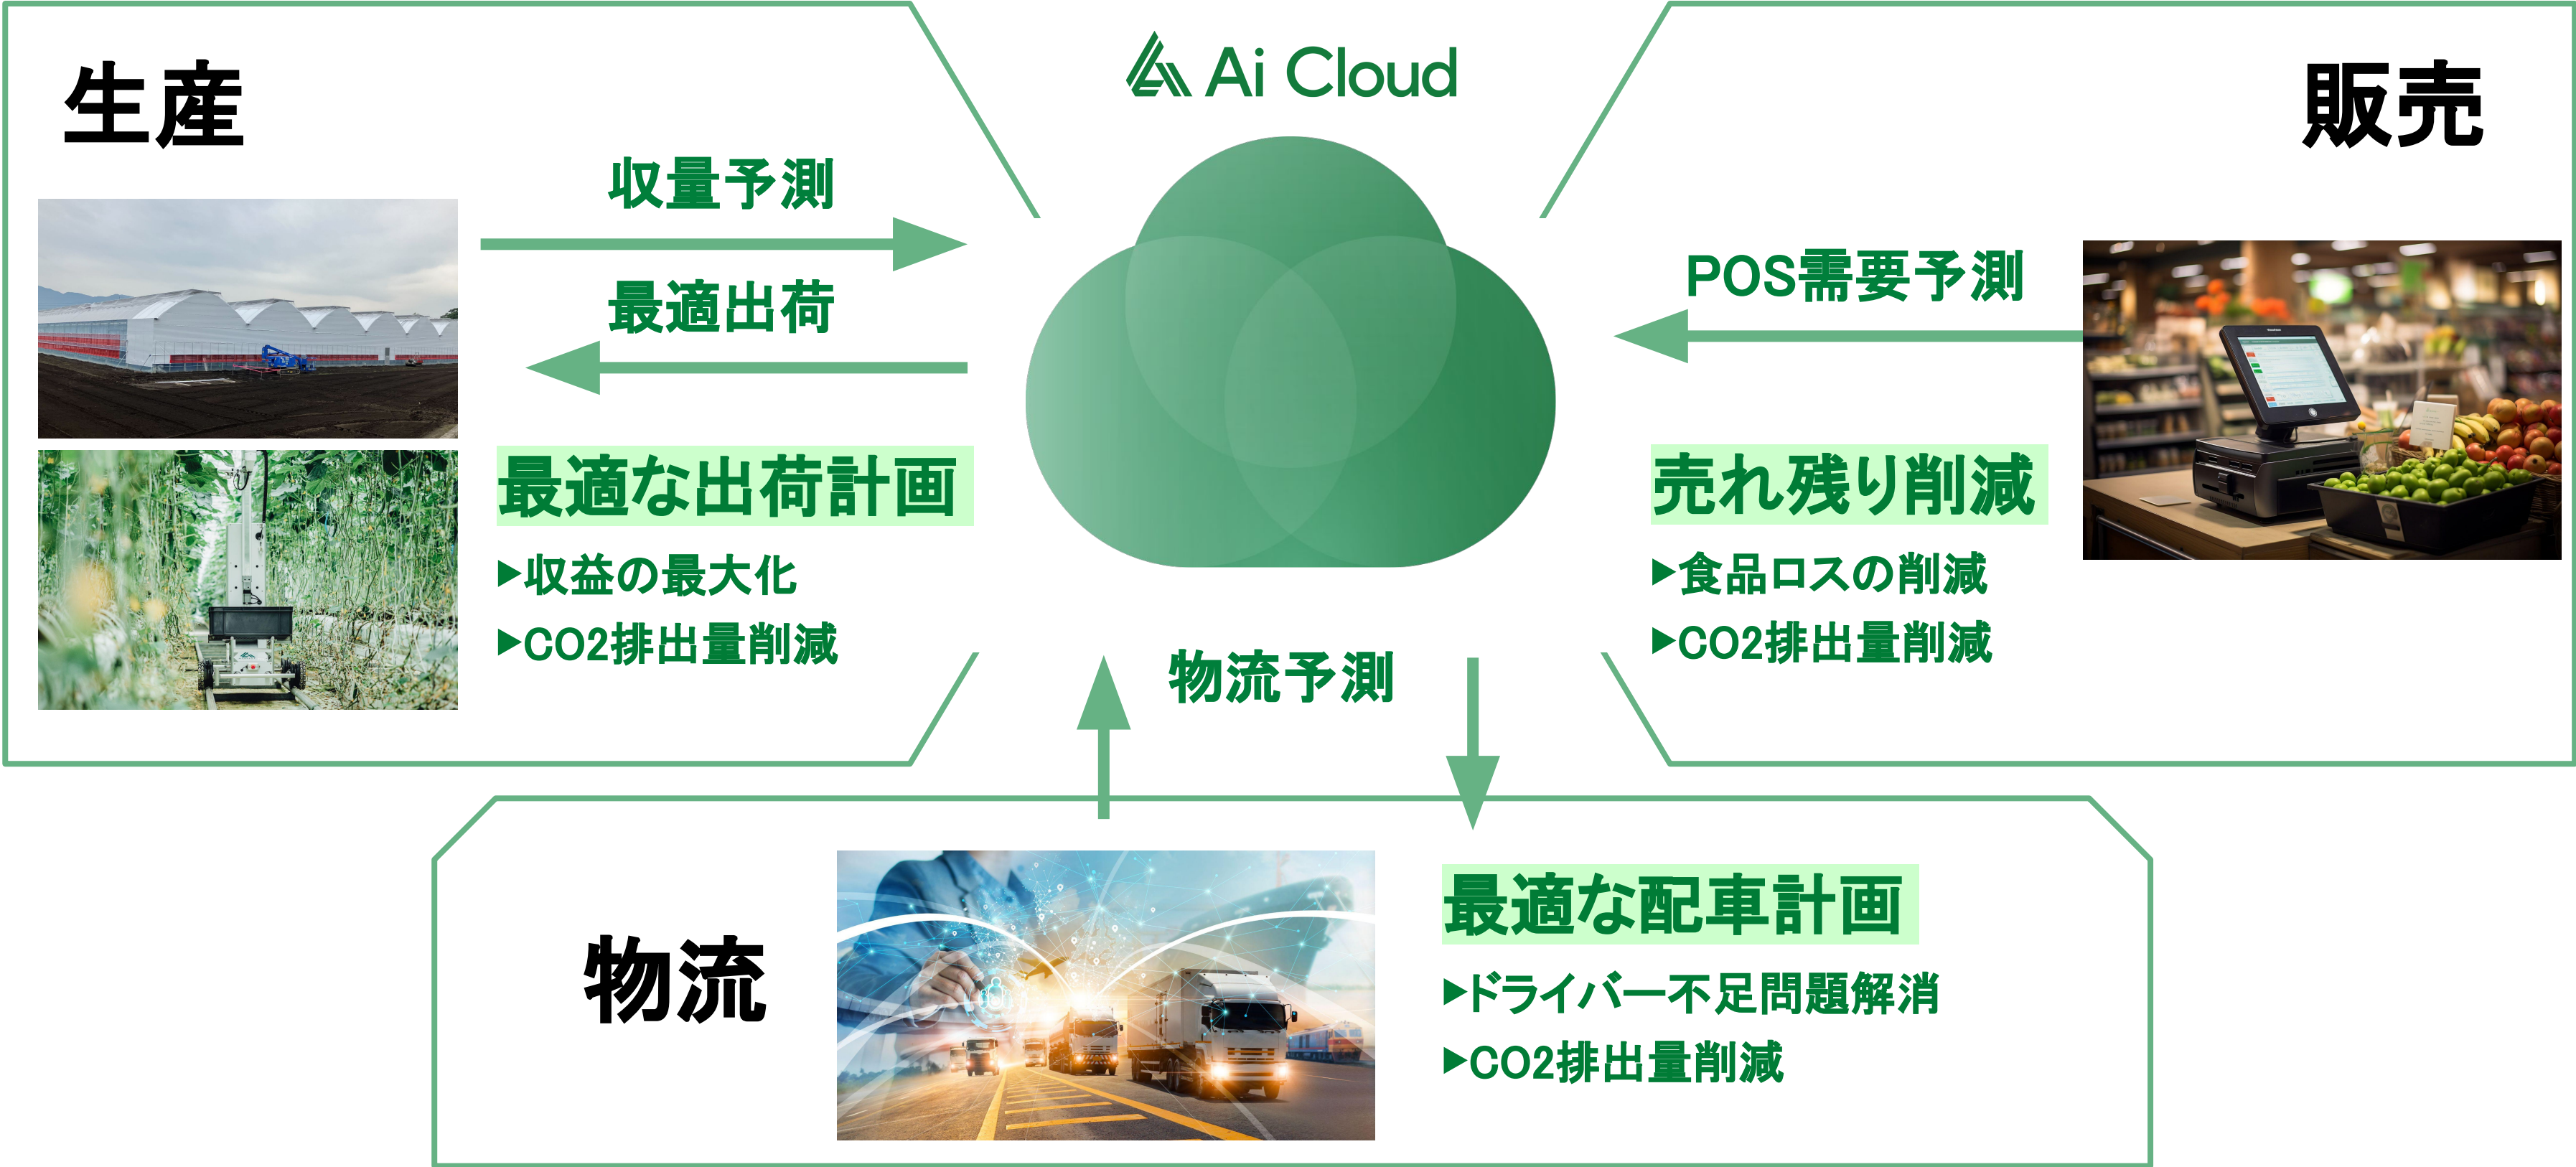 Ai Cloud
生産
収量予測
最適出荷
最適な出荷計画
▶収益の最大化
▶CO2排出量削減
販売
POS需要予測
売れ残り削減
▶食品ロスの削減
▶CO2排出量削減
物流予測
物流
最適な配車計画
▶ドライバー不足問題解消
▶CO2排出量削減